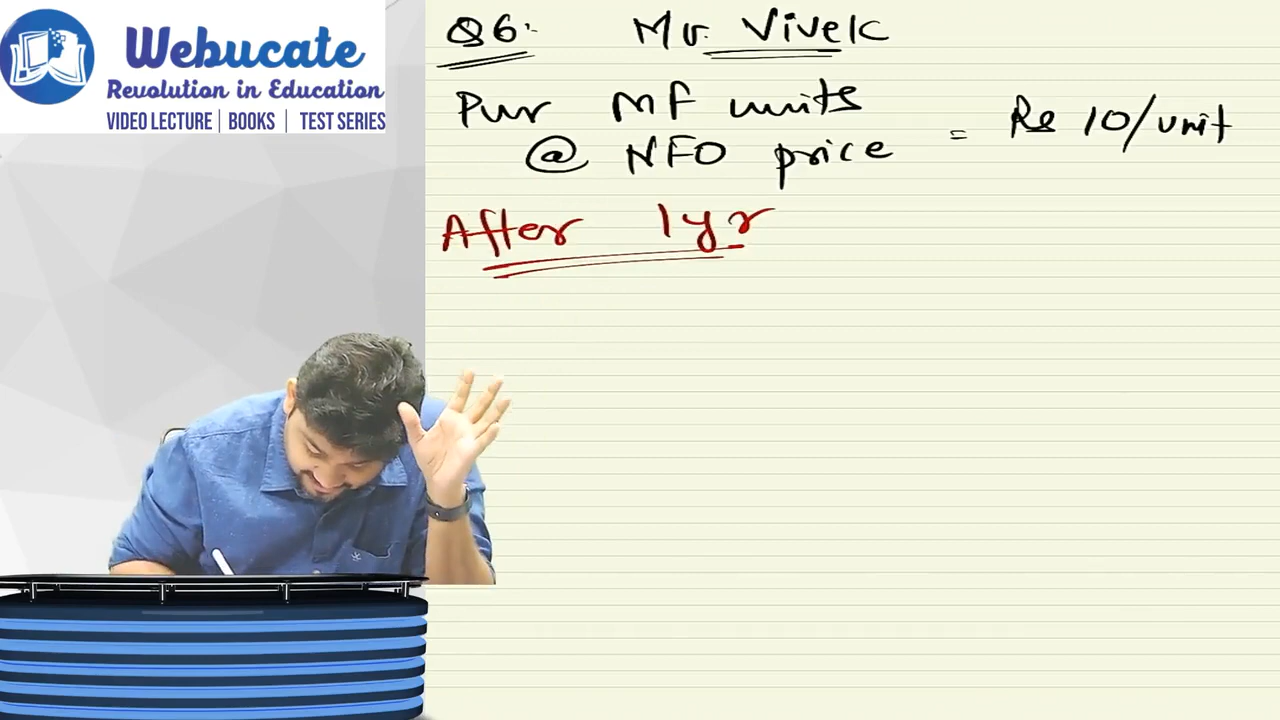 Webucate
Revolution in Education
VIDEO LECTURE | BOOKS | TEST SERIES
Q6:- Mr. Vivek
Pur MF units
@ NFO price = Rs 10/unit
After 1yr